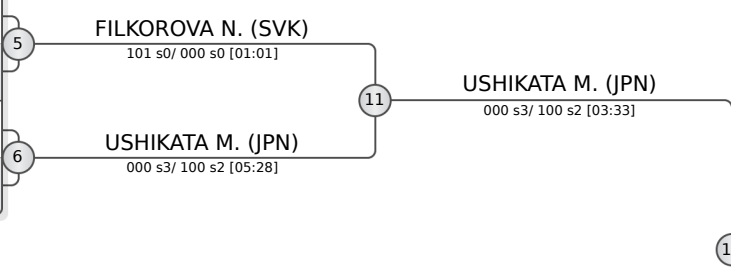 FILKOROVA N. (SVK)
5
101 s0/ 000 s0 [01:01]
USHIKATA M. (JPN)
11
000 s3/ 100 s2 [03:33]
USHIKATA M. (JPN)
6
000 s3/ 100 s2 [05:28]